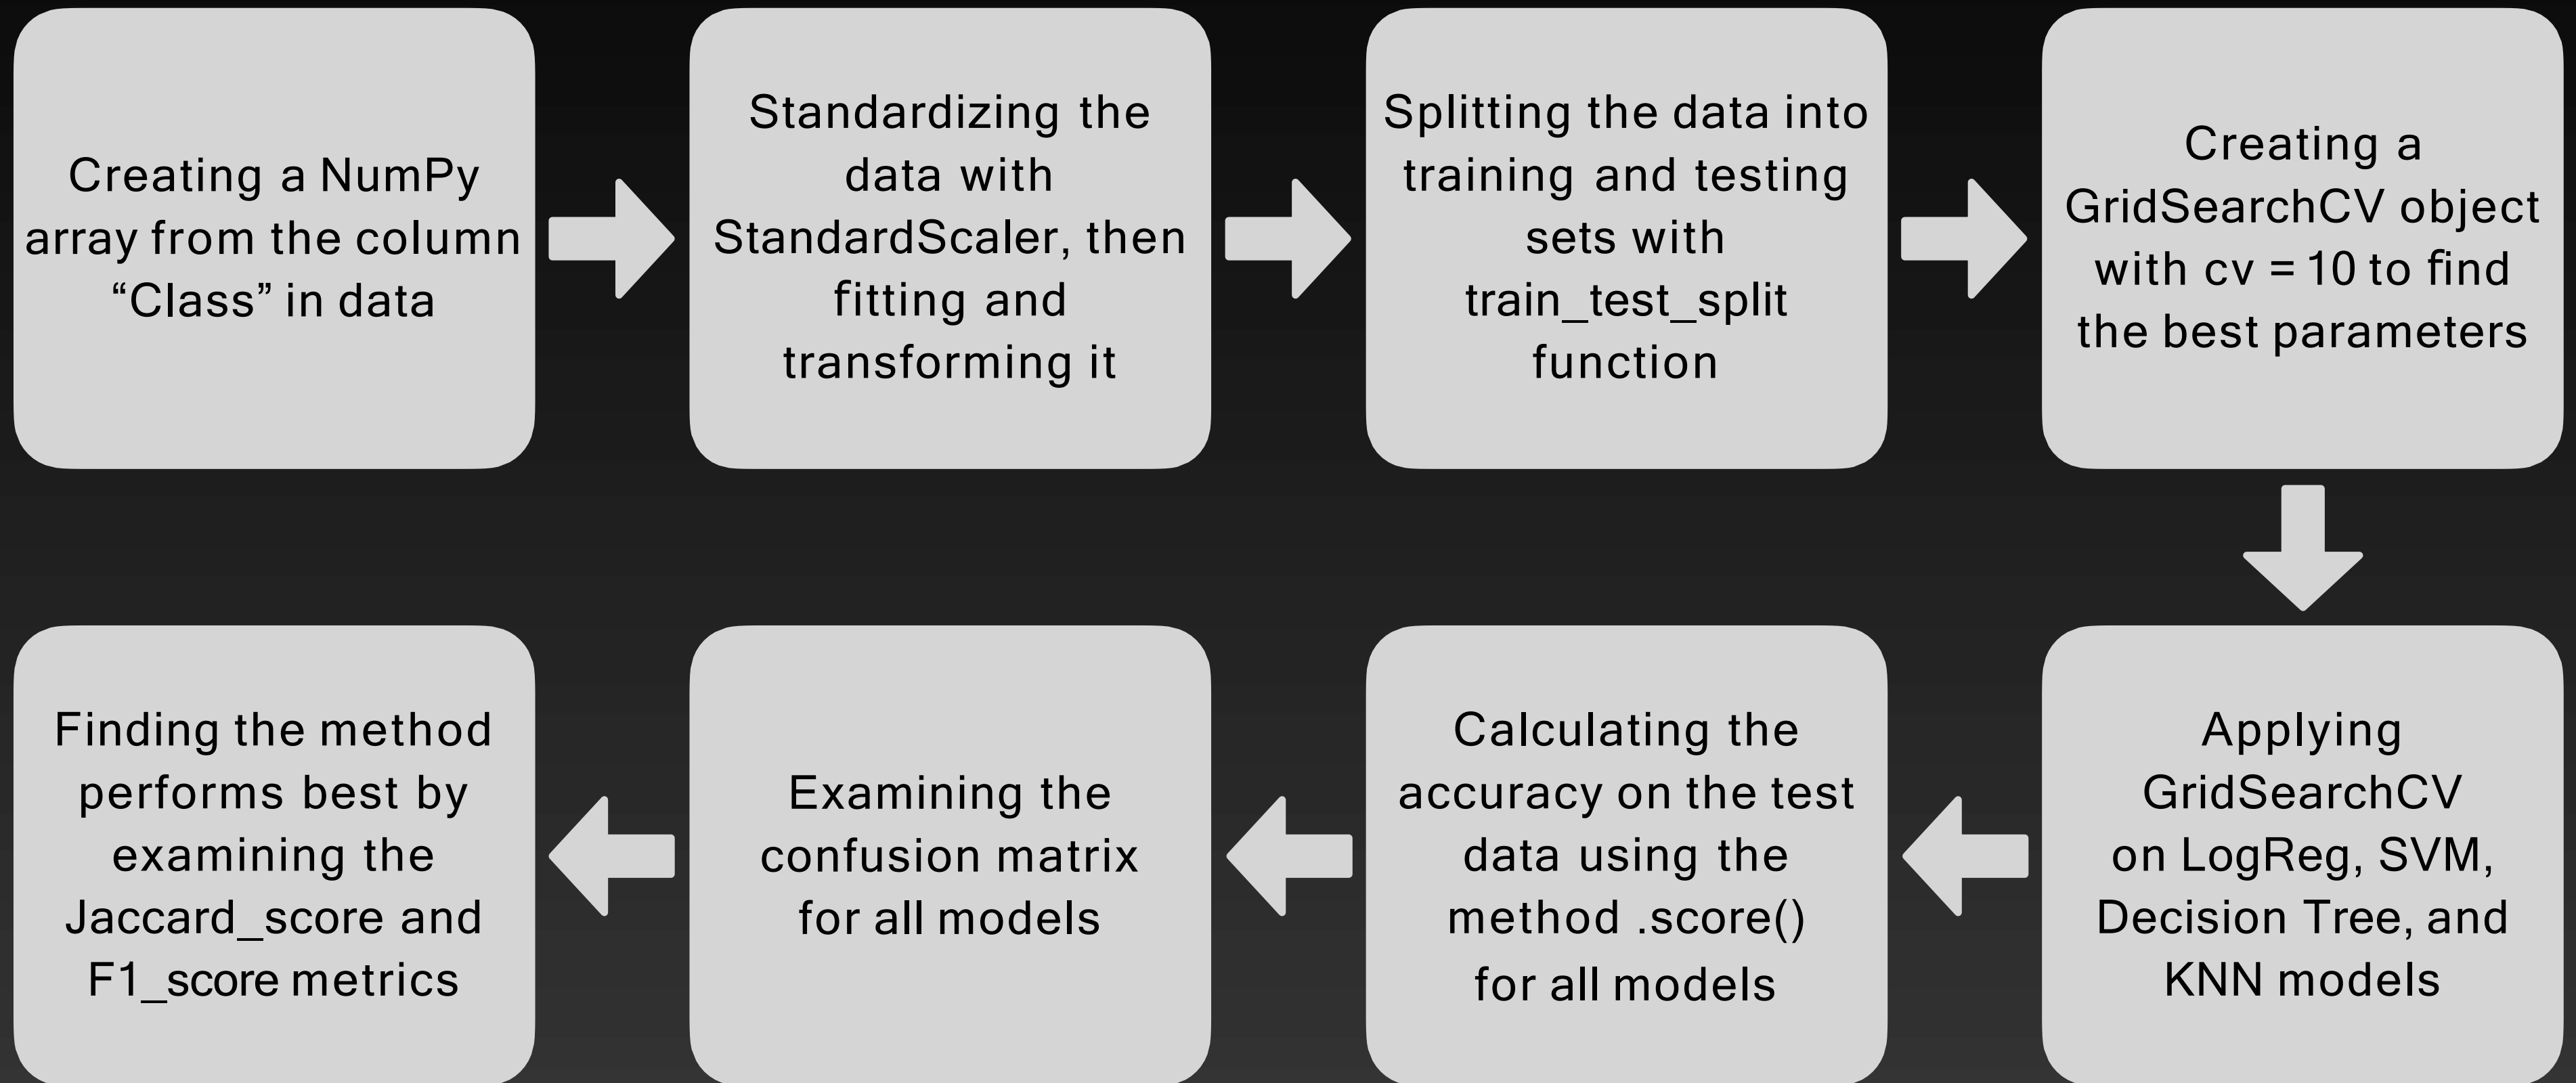 Creating a NumPy
array from the column
“Class” in data
Standardizing the
data with
StandardScaler, then
fitting and
transforming it
Splitting the data into
training and testing
sets with
train_test_split
function
Creating a
GridSearchCV object
with cv = 10 to find
the best parameters
Applying
GridSearchCV
on LogReg, SVM,
Decision Tree, and
KNN models
Calculating the
accuracy on the test
data using the
method .score()
for all models
Examining the
confusion matrix
for all models
Finding the method
performs best by
examining the
Jaccard_score and
F1_score metrics